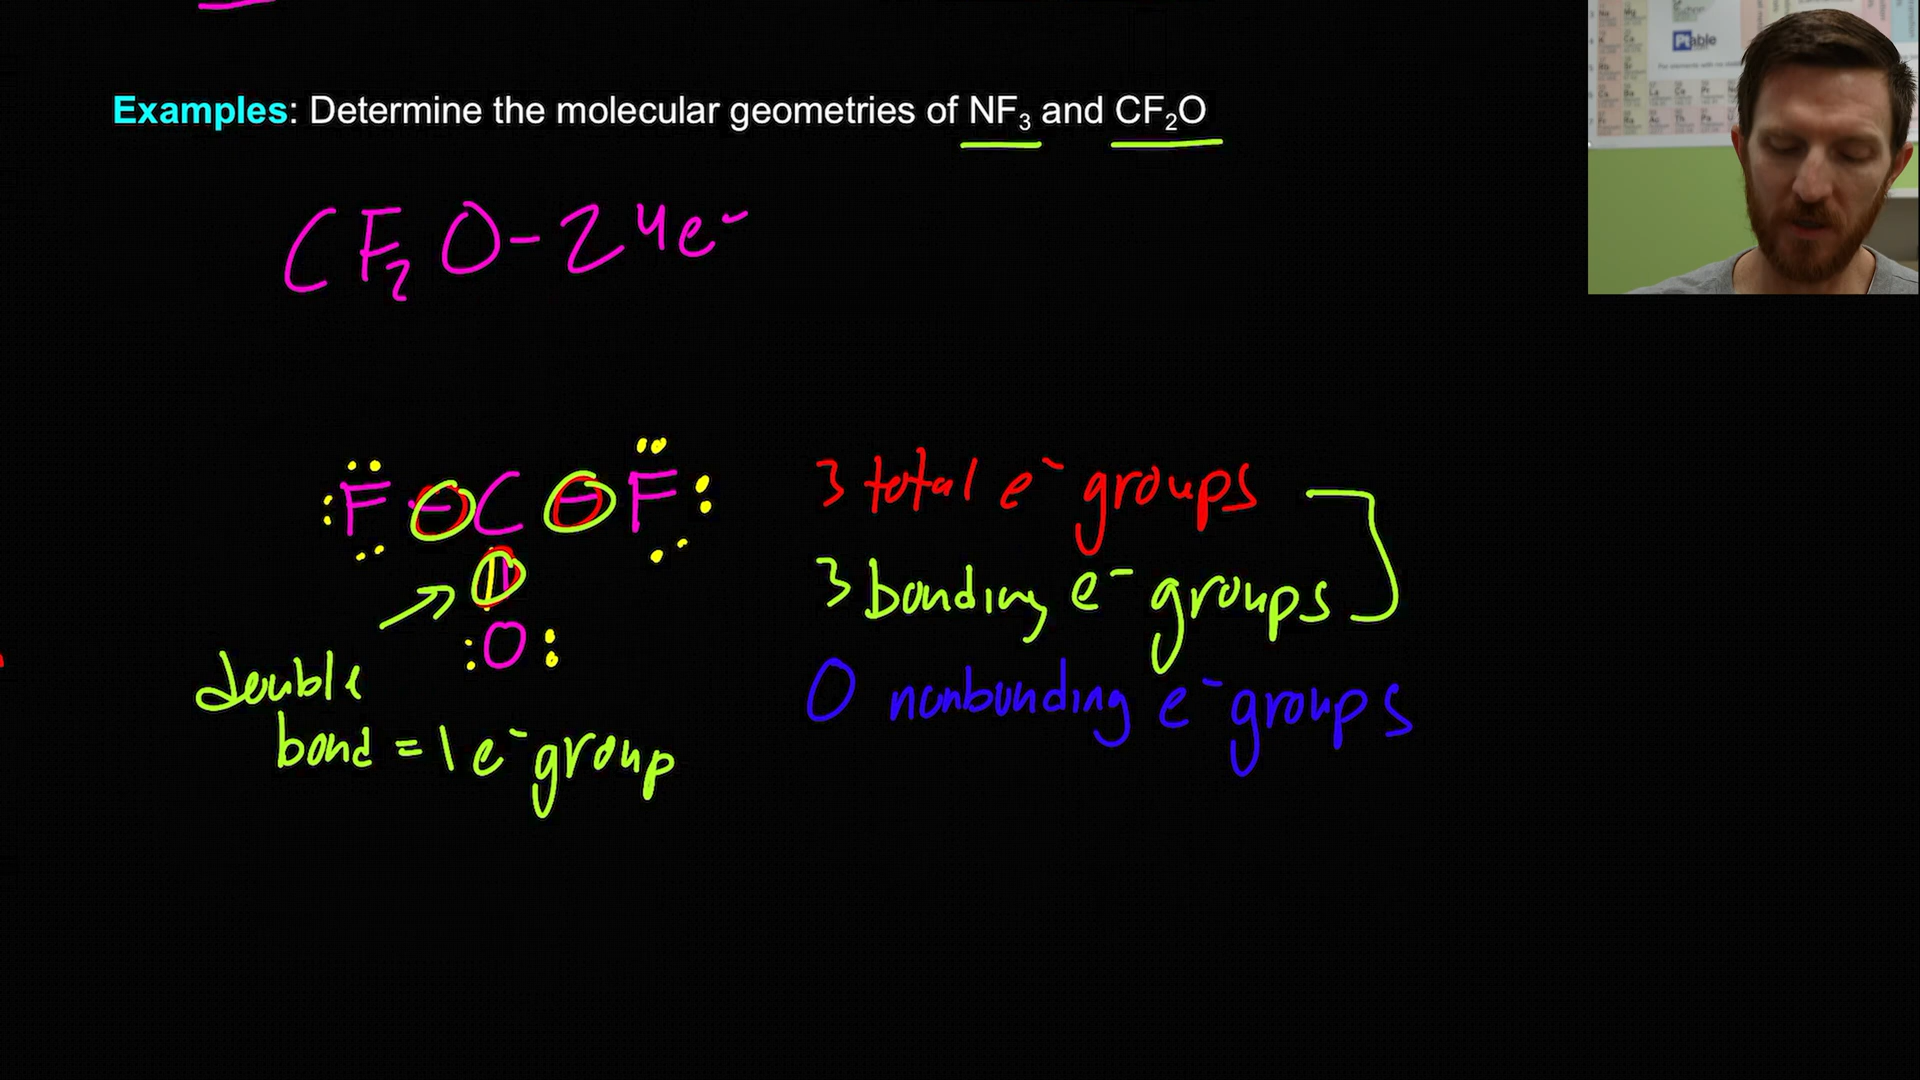 Ptable
Examples: Determine the molecular geometries of NF₃ and CF₂O
CF₂O - 24e⁻
F - C - F
O
double
bond = 1 e⁻ group
3 total e⁻ groups
3 bonding e⁻ groups
0 nonbonding e⁻ groups